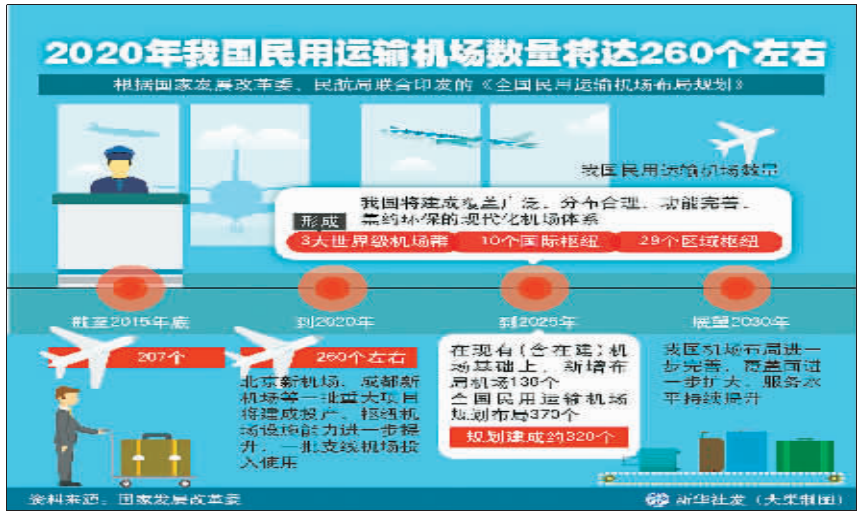 2020年我国民用运输机场数量将达260个左右
根据国家发展改革委、民航局联合印发的《全国民用运输机场布局规划》
我国民用运输机场数量
我国将建成覆盖广泛、分布合理、功能完善、
形成
集约环保的现代化机场体系
3大世界级机场群
10个国际枢纽
29个区域枢纽
截至2015年底
到2020年
到2025年
展望2030年
207个
260个左右
北京新机场、成都新
机场等一批重大项目
将建成投产，枢纽机
场设施能力进一步提
升，一批支线机场投
入使用
在现有(含在建)机
场基础上，新增布
局机场136个
全国民用运输机场
规划布局370个
规划建成约320个
我国机场布局进一
步完善，覆盖面进
一步扩大，服务水
平持续提升
资料来源：国家发展改革委
新华社发（大巢制图）